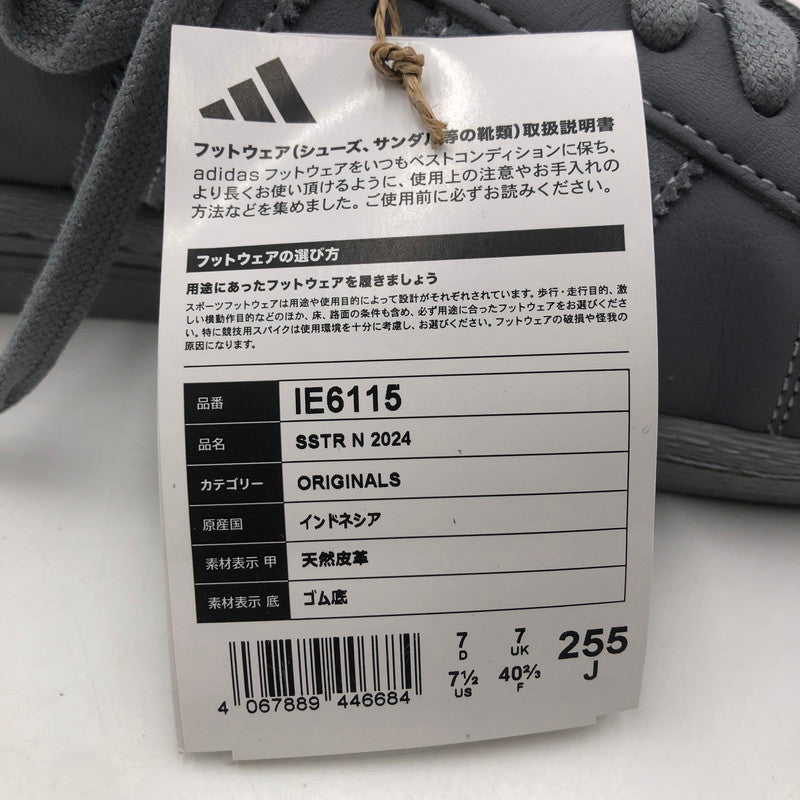 フットウェア(シューズ、サンダル等の靴類)取扱説明書
adidas フットウェアをいつもベストコンディションに保ち、
より長くお使い頂けるように、使用上の注意やお手入れの
方法などを集めました。ご使用前に必ずお読みください。
フットウェアの選び方
用途にあったフットウェアを履きましょう
スポーツフットウェアは用途や使用目的によって設計がそれぞれされています。歩行・走行目的、激
しい横動作目的などのほか、床、路面の条件も含め、必ず用途に合ったフットウェアをお選びくださ
い。特に競技用スパイクは使用環境を十分に考慮し、お選びください。フットウェアの破損や怪我の
原因になります。
品番 IE6115
品名 SSTR N 2024
カテゴリー ORIGINALS
原産国 インドネシア
素材表示 甲 天然皮革
素材表示 底 ゴム底
7 7 255
D UK J
7½ 40⅔
US F
4 067889 446684